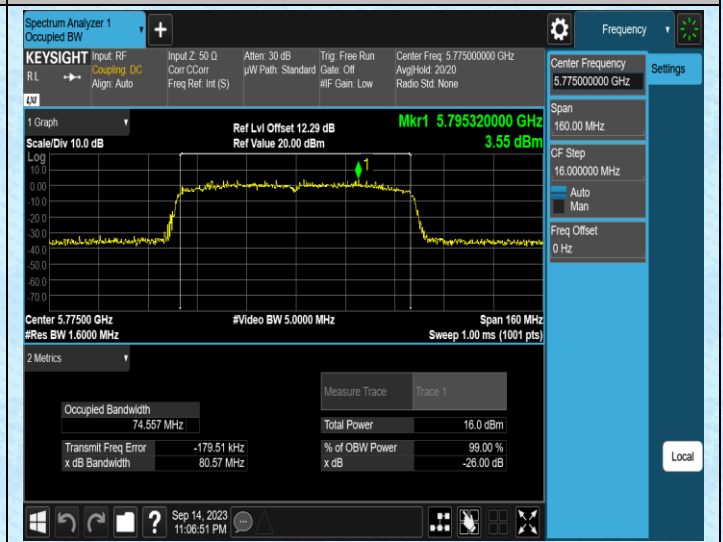 Spectrum Analyzer 1
Occupied BW
Frequency
KEYSIGHT
RL
LXI
Input: RF
Coupling: DC
Align: Auto
Input Z: 50 Ω
Corr CCorr
Freq Ref: Int (S)
Atten: 30 dB
µW Path: Standard
Trig: Free Run
Gate: Off
#IF Gain: Low
Center Freq: 5.775000000 GHz
Avg|Hold: 20/20
Radio Std: None
1 Graph
Scale/Div 10.0 dB
Ref Lvl Offset 12.29 dB
Ref Value 20.00 dBm
Mkr1 5.795320000 GHz
3.55 dBm
Log
10.0
0.00
-10.0
-20.0
-30.0
-40.0
-50.0
-60.0
-70.0
1
Center 5.77500 GHz
#Res BW 1.6000 MHz
#Video BW 5.0000 MHz
Span 160 MHz
Sweep 1.00 ms (1001 pts)
2 Metrics
Measure Trace Trace 1
Occupied Bandwidth
74.557 MHz
Total Power 16.0 dBm
Transmit Freq Error -179.51 kHz
% of OBW Power 99.00 %
x dB Bandwidth 80.57 MHz
x dB -26.00 dB
Center Frequency
5.775000000 GHz
Settings
Span
160.00 MHz
CF Step
16.000000 MHz
Auto
Man
Freq Offset
0 Hz
Local
?
Sep 14, 2023
11:06:51 PM